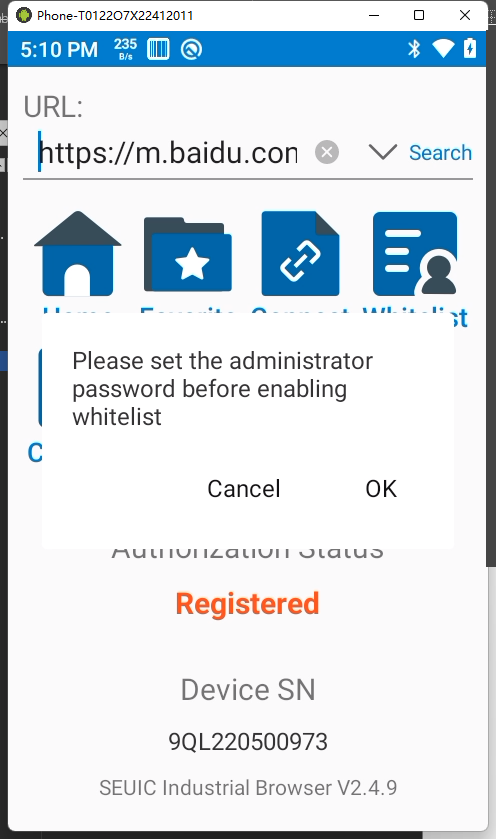 Phone-T0122O7X22412011
5:10 PM 235 B/s
URL:
https://m.baidu.con Search
Home Favorite Connect Whitelist
Please set the administrator
password before enabling
whitelist
Cancel OK
Authorization Status
Registered
Device SN
9QL220500973
SEUIC Industrial Browser V2.4.9